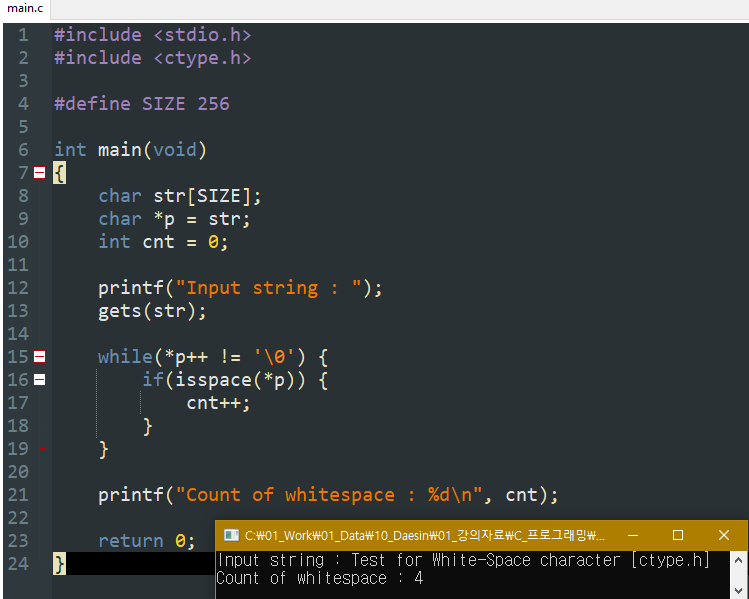 main.c
1 #include <stdio.h>
2 #include <ctype.h>
3
4 #define SIZE 256
5
6 int main(void)
7 {
8 char str[SIZE];
9 char *p = str;
10 int cnt = 0;
11
12 printf("Input string : ");
13 gets(str);
14
15 while(*p++ != '\0') {
16 if(isspace(*p)) {
17 cnt++;
18 }
19 }
20
21 printf("Count of whitespace : %d\n", cnt);
22
23 return 0;
24 }
C:₩01_Work₩01_Data₩10_Daesin₩01_강의자료₩C_프로그래밍₩...
Input string : Test for White-Space character [ctype.h]
Count of whitespace : 4